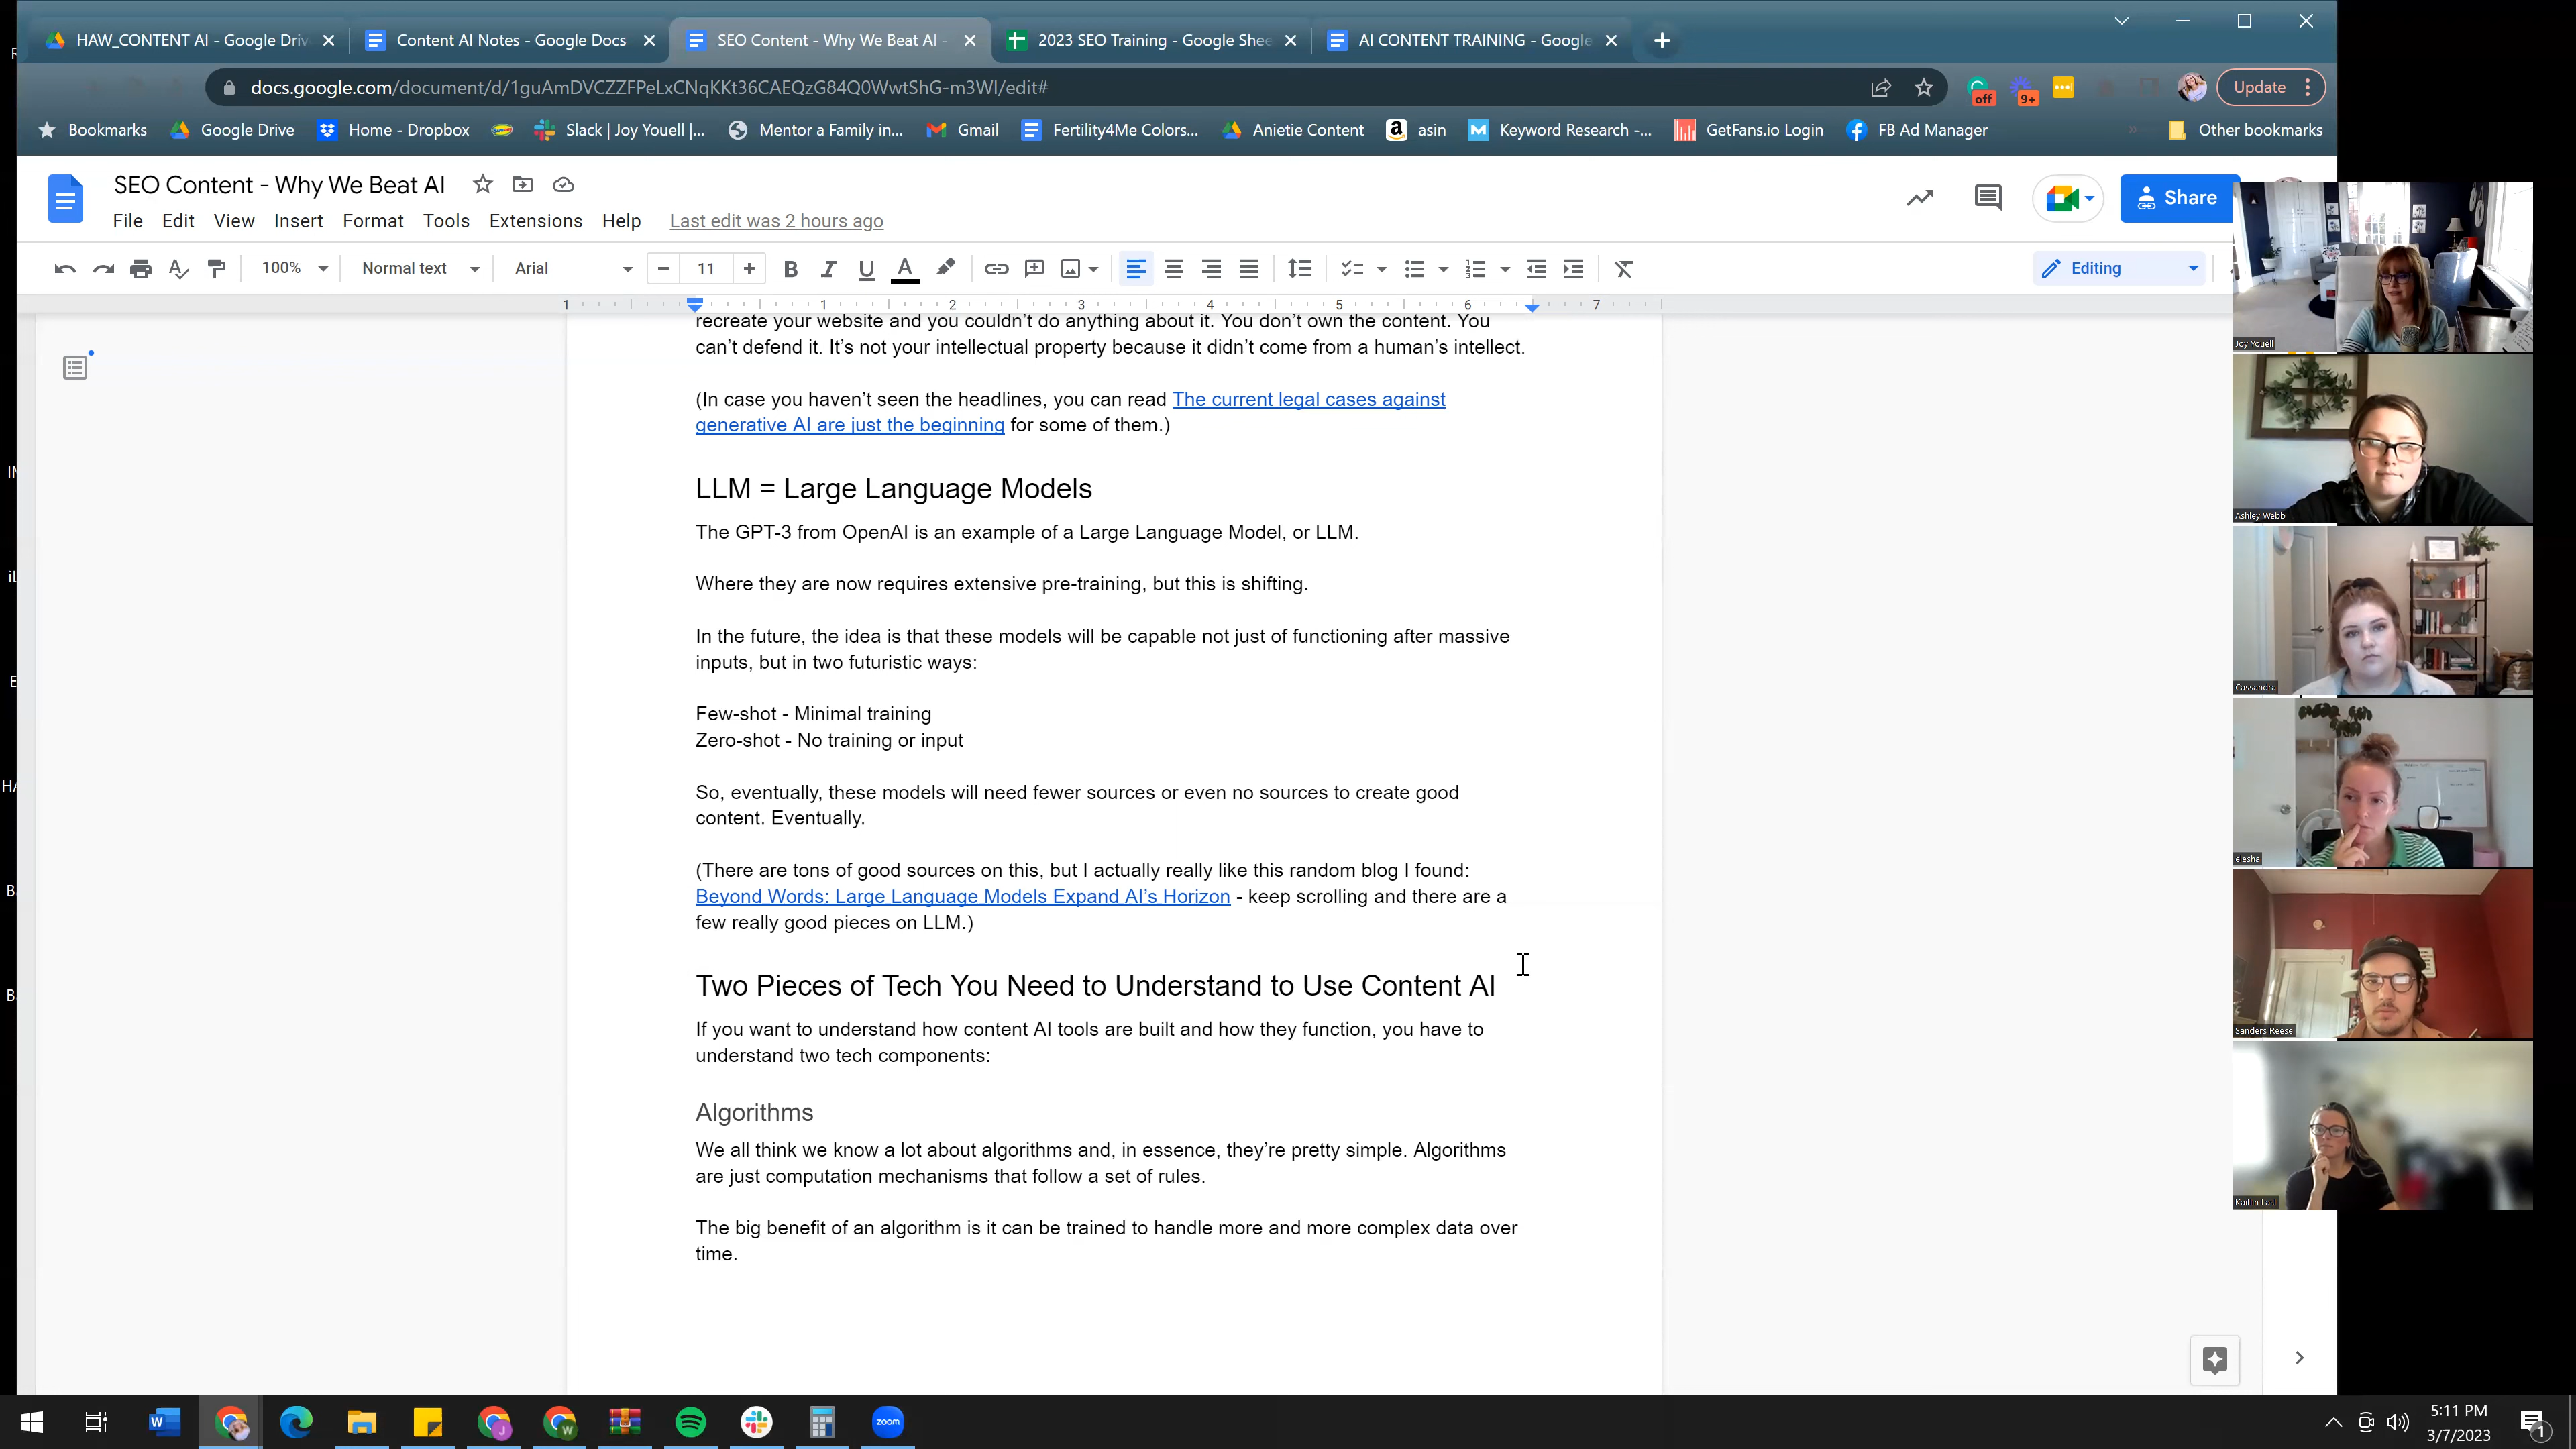 HAW_CONTENT AI - Google Driv
Content AI Notes - Google Docs
SEO Content - Why We Beat AI -
2023 SEO Training - Google Shee
AI CONTENT TRAINING - Google
docs.google.com/document/d/1guAmDVCZZFPeLxCNqKKt36CAEQzG84Q0WwtShG-m3WI/edit#
off
9+
Update
Bookmarks
Google Drive
Home - Dropbox
Slack | Joy Youell |...
Mentor a Family in...
Gmail
Fertility4Me Colors...
Anietie Content
asin
Keyword Research -...
GetFans.io Login
FB Ad Manager
Other bookmarks
SEO Content - Why We Beat AI
File Edit View Insert Format Tools Extensions Help Last edit was 2 hours ago
Share
100% Normal text Arial 11 Editing
1 1 2 3 4 5 6 7
recreate your website and you couldn't do anything about it. You don't own the content. You
can't defend it. It's not your intellectual property because it didn't come from a human's intellect.
(In case you haven't seen the headlines, you can read The current legal cases against
generative AI are just the beginning for some of them.)
LLM = Large Language Models
The GPT-3 from OpenAI is an example of a Large Language Model, or LLM.
Where they are now requires extensive pre-training, but this is shifting.
In the future, the idea is that these models will be capable not just of functioning after massive
inputs, but in two futuristic ways:
Few-shot - Minimal training
Zero-shot - No training or input
So, eventually, these models will need fewer sources or even no sources to create good
content. Eventually.
(There are tons of good sources on this, but I actually really like this random blog I found:
Beyond Words: Large Language Models Expand AI's Horizon - keep scrolling and there are a
few really good pieces on LLM.)
Two Pieces of Tech You Need to Understand to Use Content AI
If you want to understand how content AI tools are built and how they function, you have to
understand two tech components:
Algorithms
We all think we know a lot about algorithms and, in essence, they're pretty simple. Algorithms
are just computation mechanisms that follow a set of rules.
The big benefit of an algorithm is it can be trained to handle more and more complex data over
time.
Joy Youell
Ashley Webb
Cassandra
elesha
Sanders Reese
Kaitlin Last
zoom
5:11 PM
3/7/2023
1